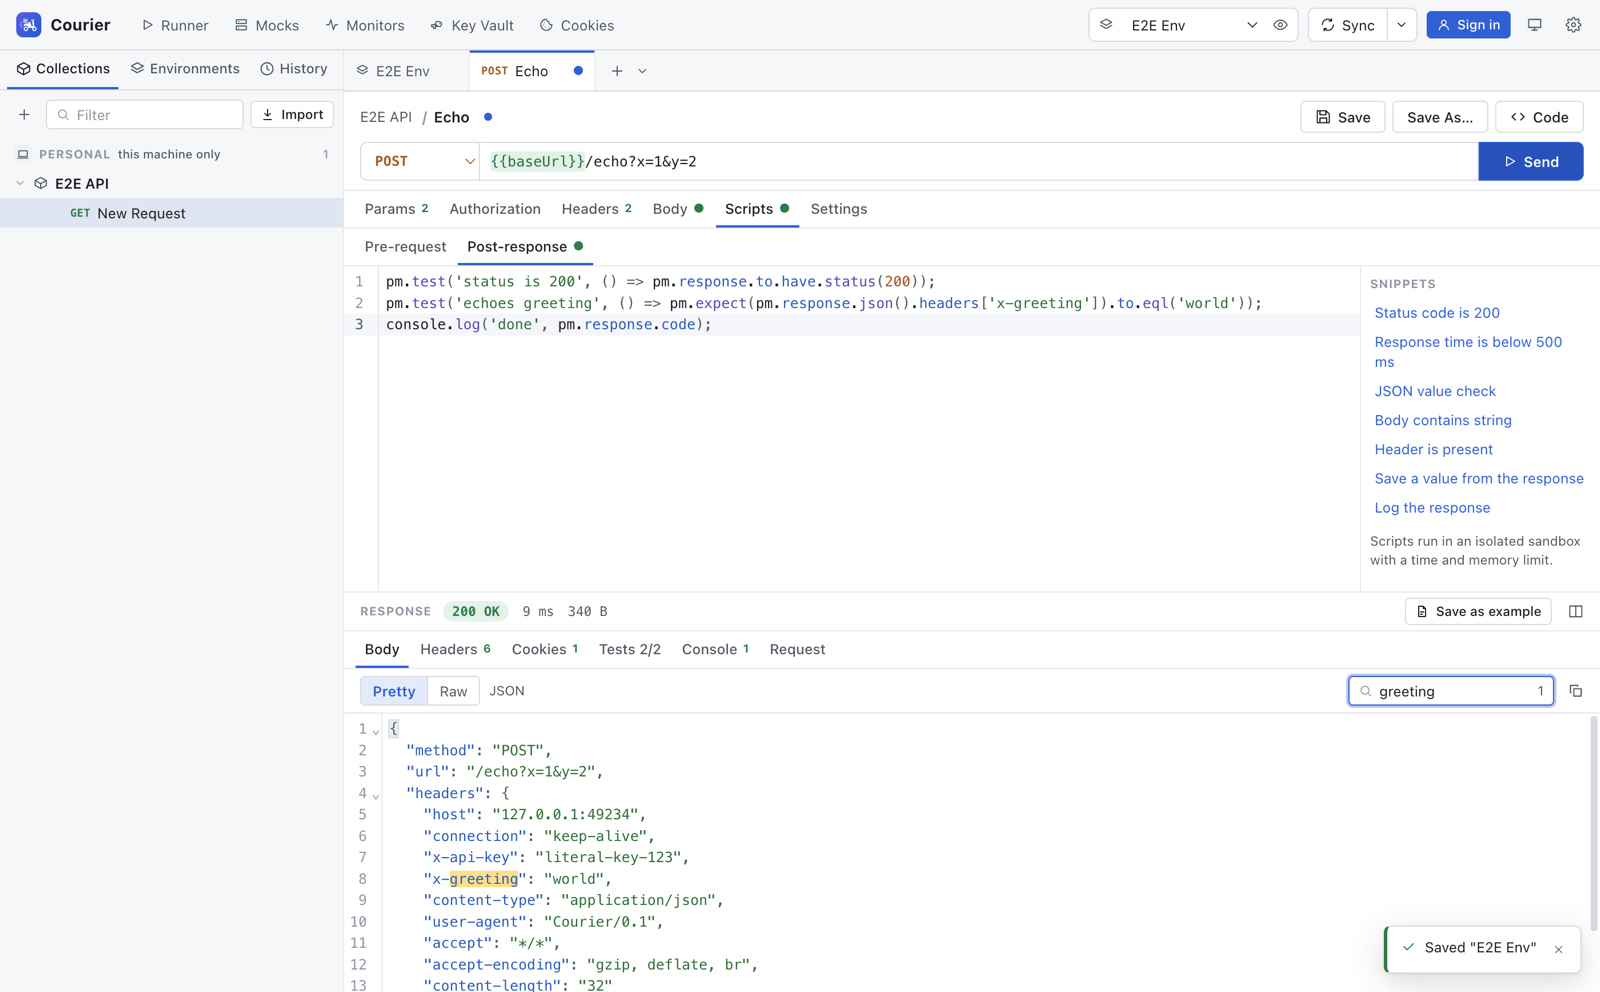 Courier
Runner
Mocks
Monitors
Key Vault
Cookies
E2E Env
Sync
Sign in
Collections
Environments
History
E2E Env
POST Echo
Filter
Import
E2E API / Echo
Save
Save As...
Code
PERSONAL this machine only 1
E2E API
GET New Request
POST
{{baseUrl}}/echo?x=1&y=2
Send
Params 2
Authorization
Headers 2
Body
Scripts
Settings
Pre-request
Post-response
1 pm.test('status is 200', () => pm.response.to.have.status(200));
2 pm.test('echoes greeting', () => pm.expect(pm.response.json().headers['x-greeting']).to.eql('world'));
3 console.log('done', pm.response.code);
SNIPPETS
Status code is 200
Response time is below 500
ms
JSON value check
Body contains string
Header is present
Save a value from the response
Log the response
Scripts run in an isolated sandbox
with a time and memory limit.
RESPONSE 200 OK 9 ms 340 B
Save as example
Body
Headers 6
Cookies 1
Tests 2/2
Console 1
Request
Pretty
Raw
JSON
greeting 1
1 {
2 "method": "POST",
3 "url": "/echo?x=1&y=2",
4 "headers": {
5 "host": "127.0.0.1:49234",
6 "connection": "keep-alive",
7 "x-api-key": "literal-key-123",
8 "x-greeting": "world",
9 "content-type": "application/json",
10 "user-agent": "Courier/0.1",
11 "accept": "*/*",
12 "accept-encoding": "gzip, deflate, br",
13 "content-length": "32"
Saved "E2E Env"